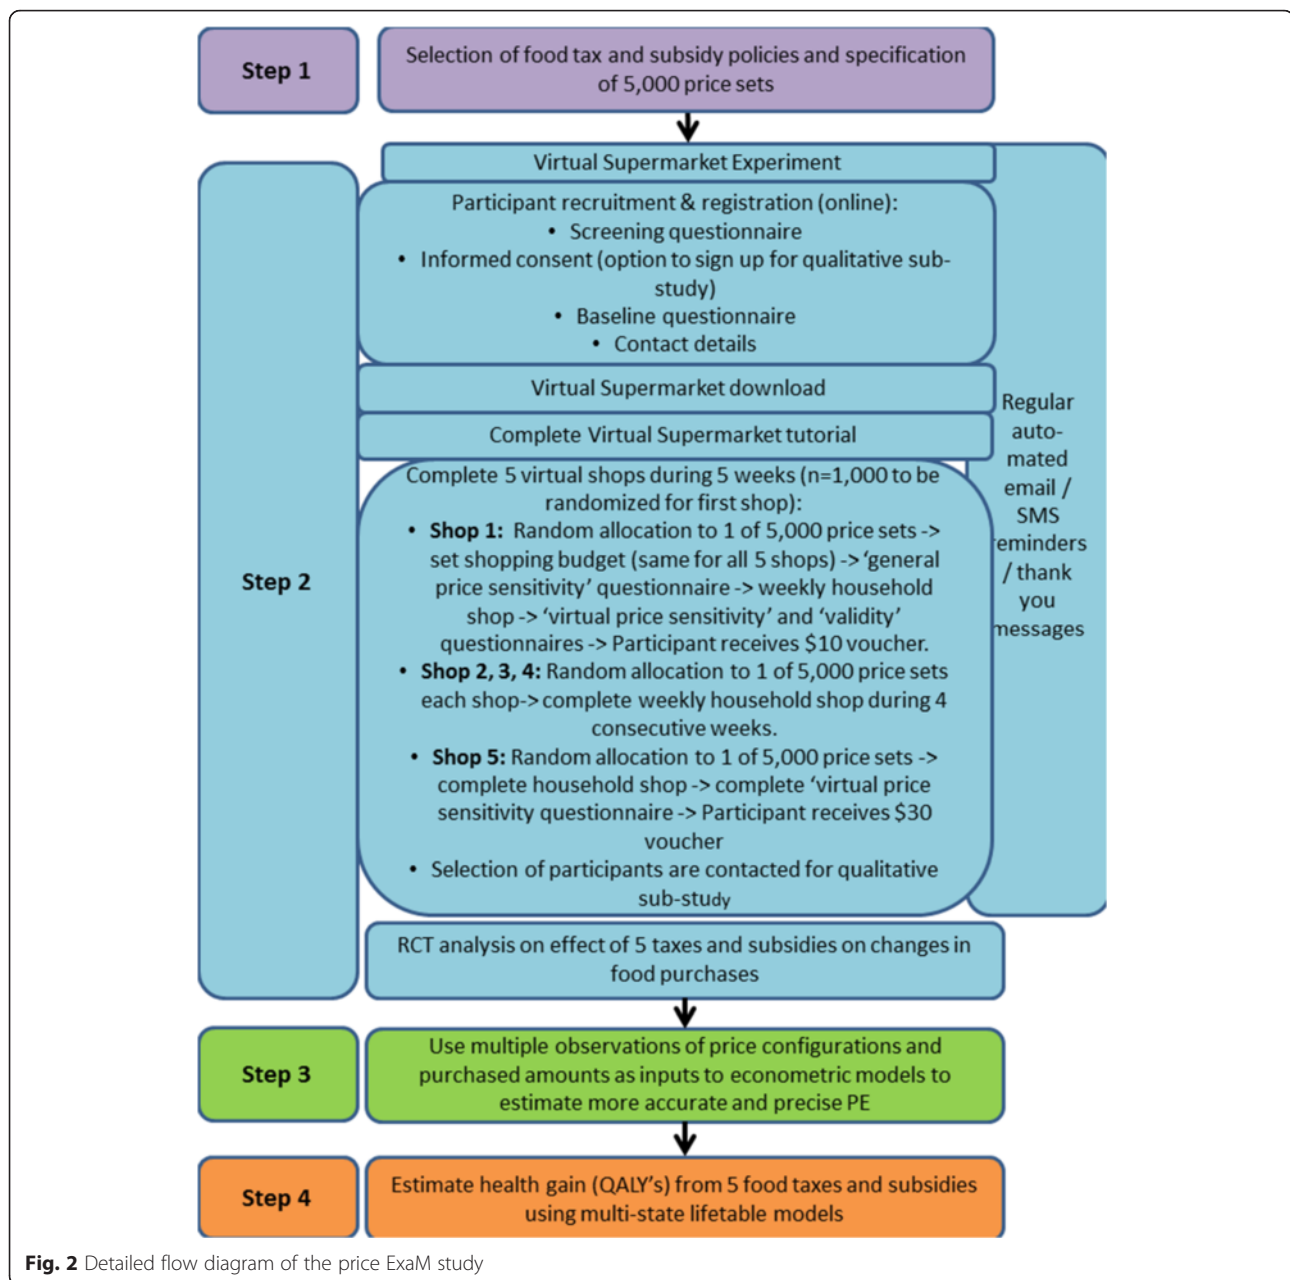 Step 1
Selection of food tax and subsidy policies and specification
of 5,000 price sets
Virtual Supermarket Experiment
Participant recruitment & registration (online):
• Screening questionnaire
• Informed consent (option to sign up for qualitative sub-
study)
• Baseline questionnaire
• Contact details
Virtual Supermarket download
Complete Virtual Supermarket tutorial
Step 2
Complete 5 virtual shops during 5 weeks (n=1,000 to be
randomized for first shop):
• Shop 1: Random allocation to 1 of 5,000 price sets ->
set shopping budget (same for all 5 shops) -> ‘general
price sensitivity’ questionnaire -> weekly household
shop -> ‘virtual price sensitivity’ and ‘validity’
questionnaires -> Participant receives $10 voucher.
• Shop 2, 3, 4: Random allocation to 1 of 5,000 price sets
each shop-> complete weekly household shop during 4
consecutive weeks.
• Shop 5: Random allocation to 1 of 5,000 price sets ->
complete household shop -> complete ‘virtual price
sensitivity questionnaire -> Participant receives $30
voucher
• Selection of participants are contacted for qualitative
sub-study
Regular
auto-
mated
email /
SMS
reminders
/ thank
you
messages
RCT analysis on effect of 5 taxes and subsidies on changes in
food purchases
Step 3
Use multiple observations of price configurations and
purchased amounts as inputs to econometric models to
estimate more accurate and precise PE
Step 4
Estimate health gain (QALY's) from 5 food taxes and subsidies
using multi-state lifetable models
Fig. 2 Detailed flow diagram of the price ExaM study